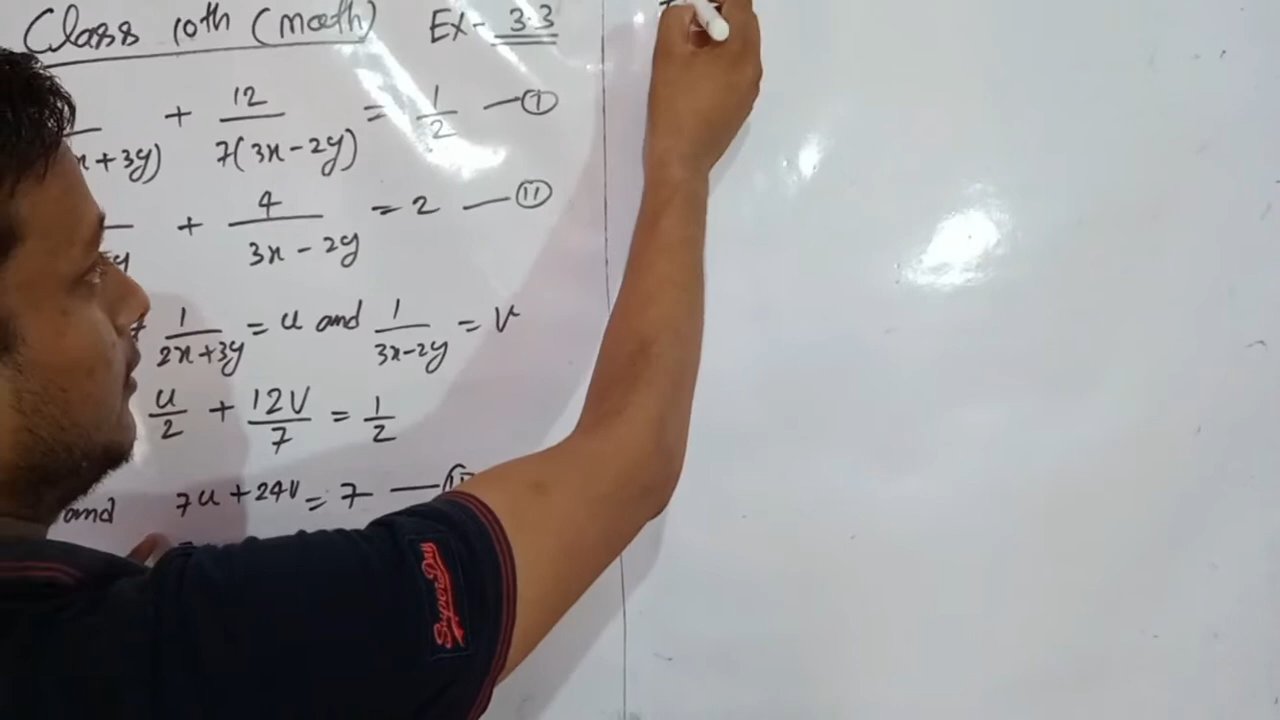 Class 10th (math) Ex- 3.3
x+3y) + 12/7(3x-2y) = 1/2 — (I)
+ 4/3x-2y = 2 — (II)
1/2x+3y = u and 1/3x-2y = v
u/2 + 12V/7 = 1/2
and 7u+24v = 7 —
SuperDry